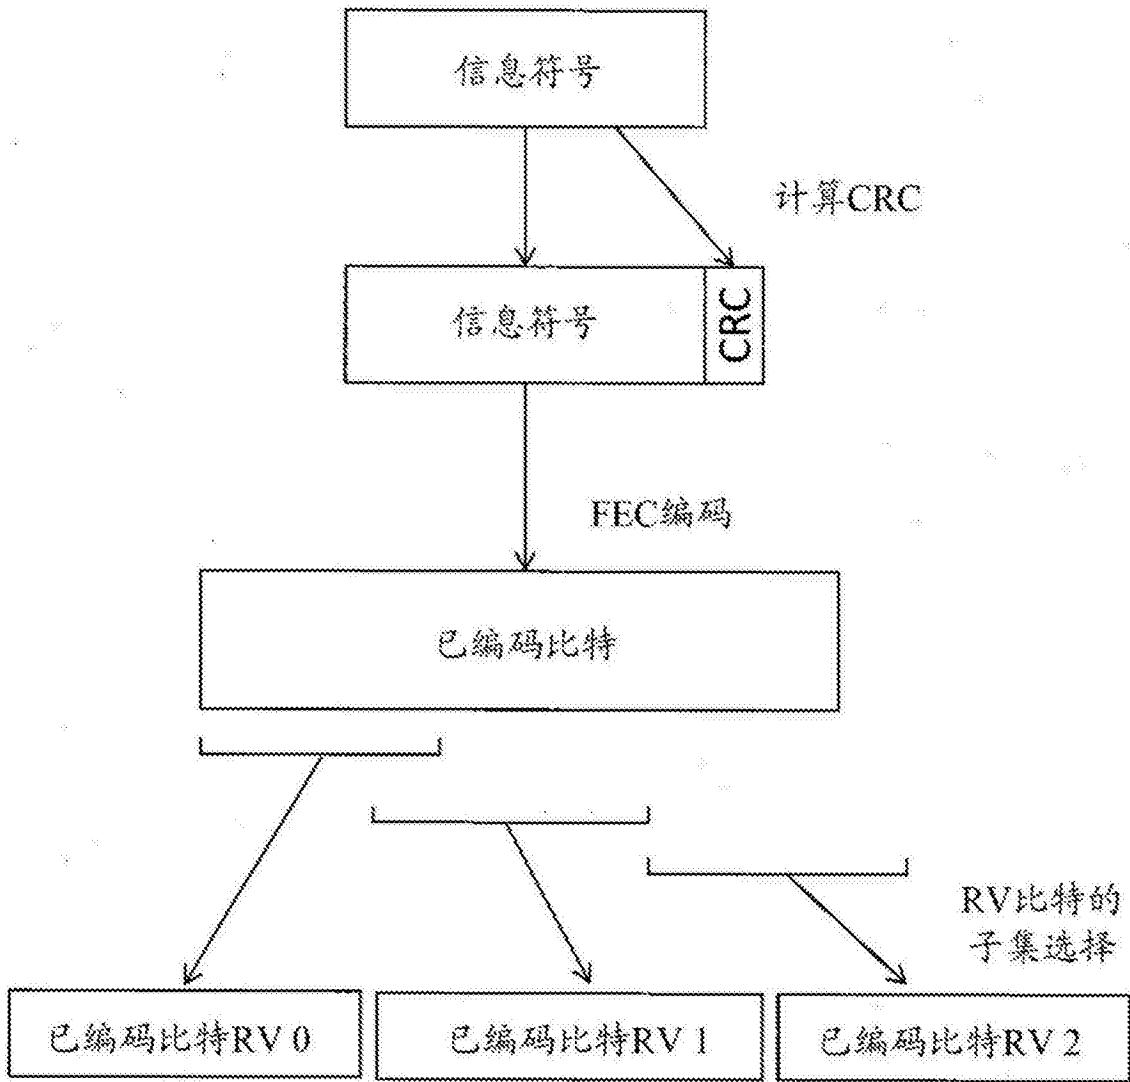 信息符号
计算CRC
信息符号
CRC
FEC编码
已编码比特
RV比特的
子集选择
已编码比特RV 0
已编码比特RV 1
已编码比特RV 2